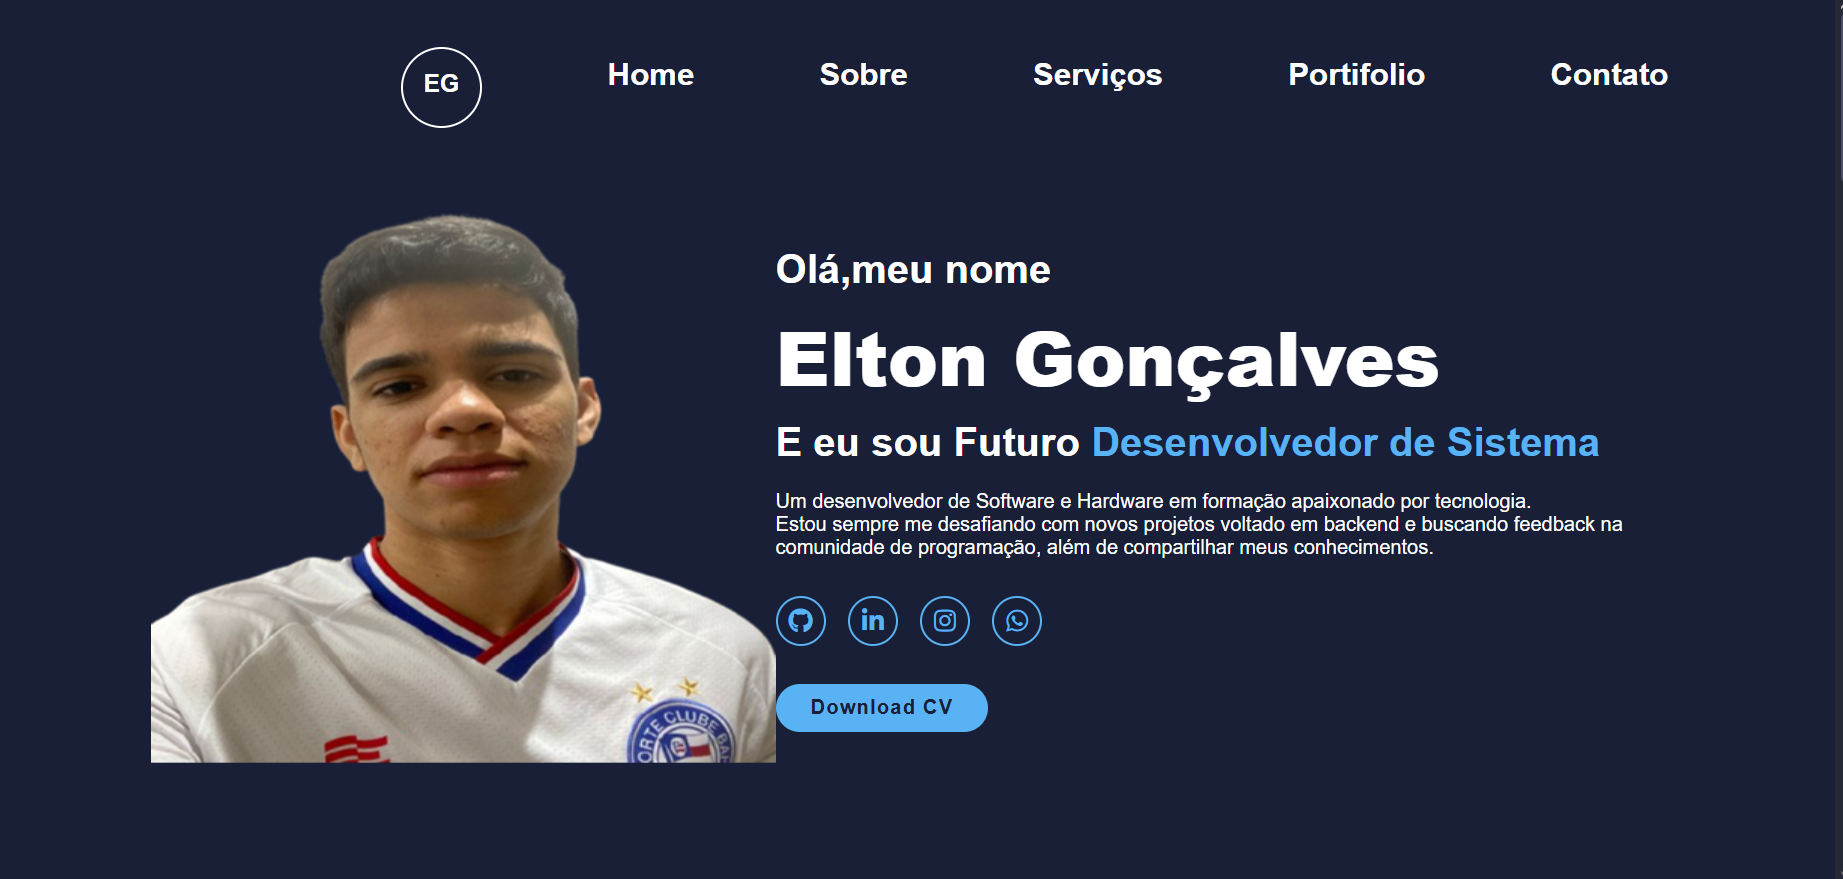 EG
Home
Sobre
Serviços
Portifolio
Contato
Olá,meu nome
Elton Gonçalves
E eu sou Futuro Desenvolvedor de Sistema
Um desenvolvedor de Software e Hardware em formação apaixonado por tecnologia.
Estou sempre me desafiando com novos projetos voltado em backend e buscando feedback na
comunidade de programação, além de compartilhar meus conhecimentos.
in
Download CV
CLUBE